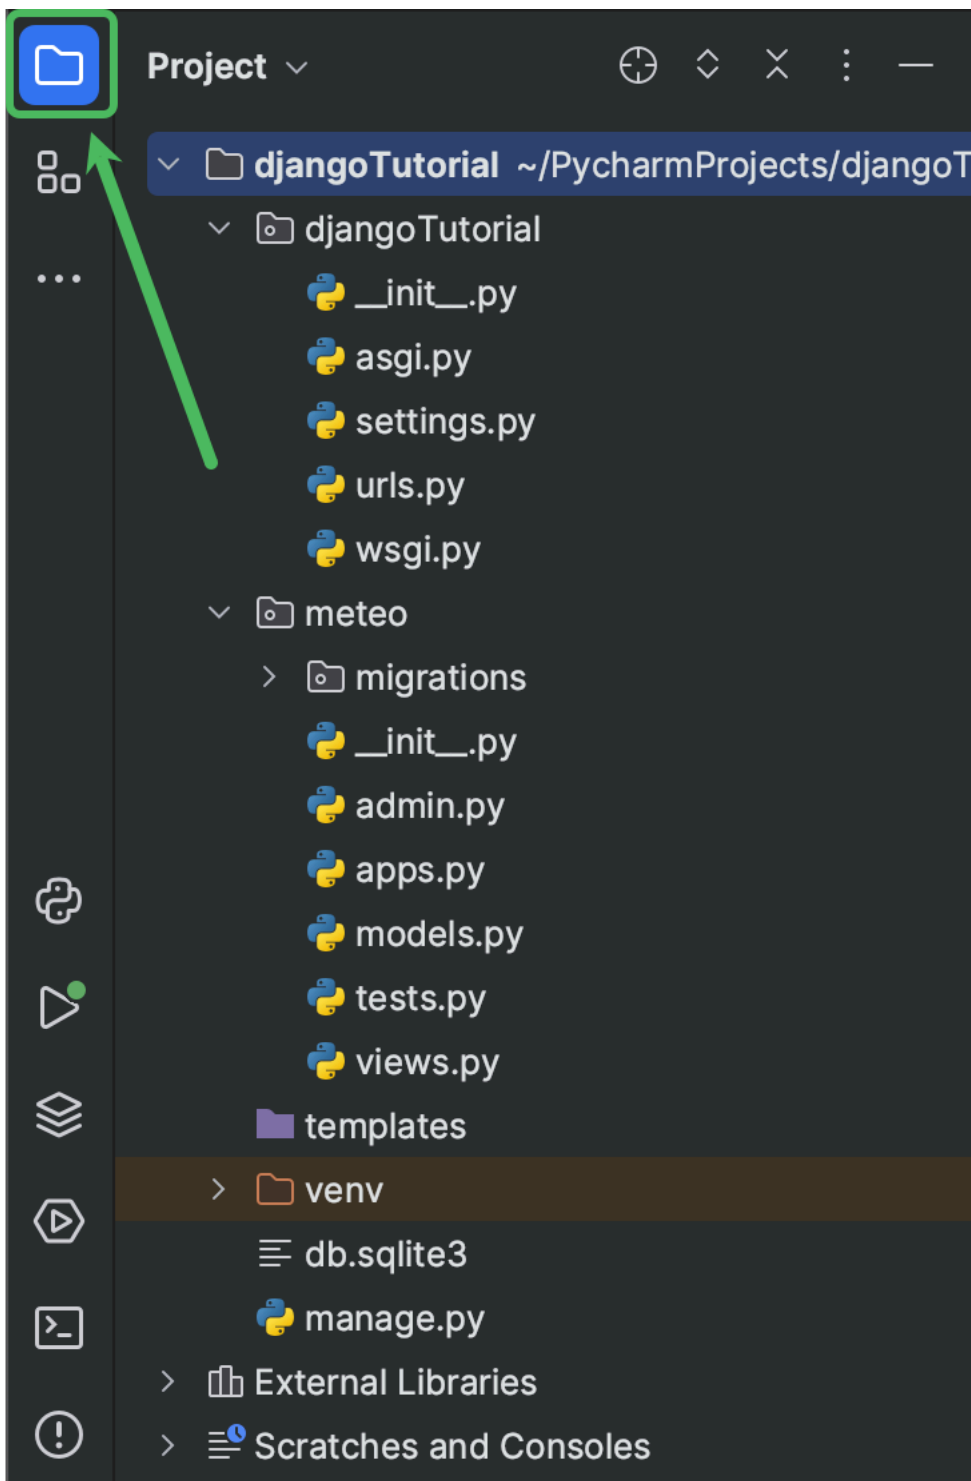 Project
djangoTutorial ~/PycharmProjects/djangoT
djangoTutorial
__init__.py
asgi.py
settings.py
urls.py
wsgi.py
meteo
migrations
__init__.py
admin.py
apps.py
models.py
tests.py
views.py
templates
venv
db.sqlite3
manage.py
External Libraries
Scratches and Consoles